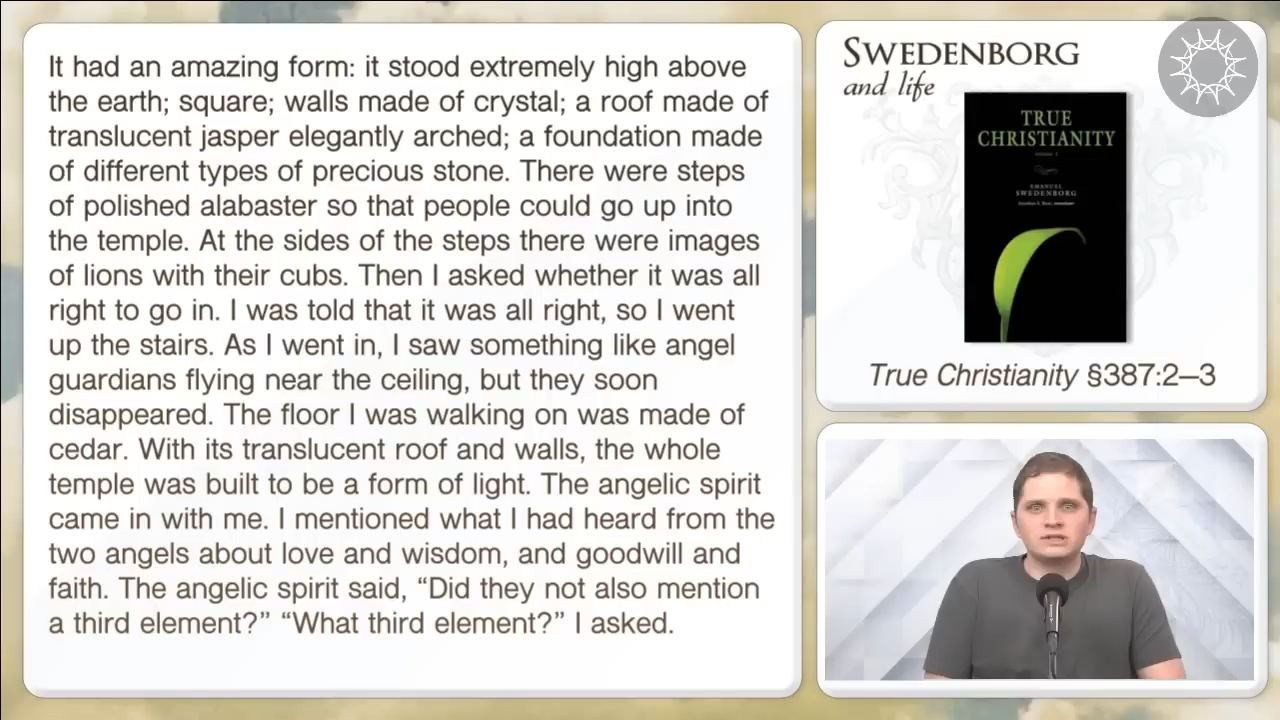 It had an amazing form: it stood extremely high above
the earth; square; walls made of crystal; a roof made of
translucent jasper elegantly arched; a foundation made
of different types of precious stone. There were steps
of polished alabaster so that people could go up into
the temple. At the sides of the steps there were images
of lions with their cubs. Then I asked whether it was all
right to go in. I was told that it was all right, so I went
up the stairs. As I went in, I saw something like angel
guardians flying near the ceiling, but they soon
disappeared. The floor I was walking on was made of
cedar. With its translucent roof and walls, the whole
temple was built to be a form of light. The angelic spirit
came in with me. I mentioned what I had heard from the
two angels about love and wisdom, and goodwill and
faith. The angelic spirit said, “Did they not also mention
a third element?” “What third element?” I asked.
SWEDENBORG
and life
TRUE
CHRISTIANITY
EMANUEL
SWEDENBORG
True Christianity §387:2–3